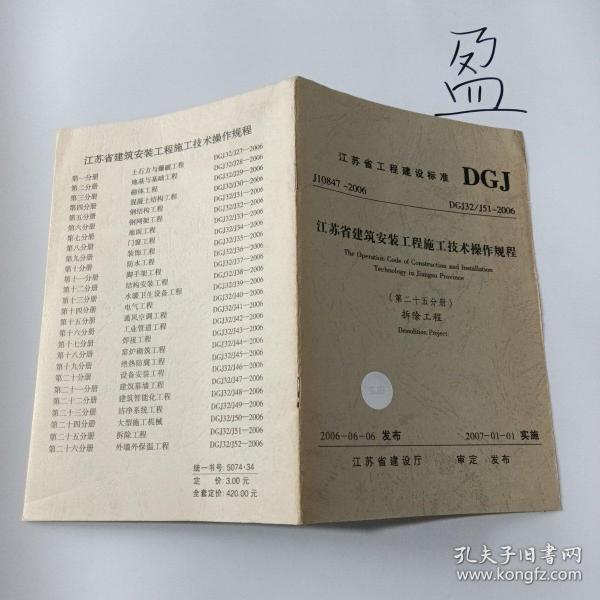 盈
江苏省建筑安装工程施工技术操作规程
第一分册 土石方与爆破工程 DGJ32/J27—2006
第二分册 地基与基础工程 DGJ32/J28—2006
第三分册 砌体工程 DGJ32/J29—2006
第四分册 混凝土结构工程 DGJ32/J30—2006
第五分册 钢结构工程 DGJ32/J31—2006
第六分册 钢网架工程 DGJ32/J32—2006
第七分册 地面工程 DGJ32/J33—2006
第八分册 门窗工程 DGJ32/J34—2006
第九分册 装饰工程 DGJ32/J35—2006
第十分册 防水工程 DGJ32/J36—2006
第十一分册 脚手架工程 DGJ32/J37—2006
第十二分册 结构安装工程 DGJ32/J38—2006
第十三分册 水暖卫生设备工程 DGJ32/J39—2006
第十四分册 电气工程 DGJ32/J40—2006
第十五分册 通风空调工程 DGJ32/J41—2006
第十六分册 工业管道工程 DGJ32/J42—2006
第十七分册 焊接工程 DGJ32/J43—2006
第十八分册 窑炉砌筑工程 DGJ32/J44—2006
第十九分册 绝热防腐工程 DGJ32/J45—2006
第二十分册 设备安装工程 DGJ32/J46—2006
第二十一分册 建筑幕墙工程 DGJ32/J47—2006
第二十二分册 建筑智能化工程 DGJ32/J48—2006
第二十三分册 洁净系统工程 DGJ32/J49—2006
第二十四分册 大型施工机械 DGJ32/J50—2006
第二十五分册 拆除工程 DGJ32/J51—2006
第二十六分册 外墙外保温工程 DGJ32/J52—2006
统一书号: 5074·34
定 价: 3.00元
全套定价: 420.00元
江苏省工程建设标准 DGJ
J10847-2006
DGJ32/J51-2006
江苏省建筑安装工程施工技术操作规程
The Operation Code of Construction and Installation
Technology in Jiangsu Province
(第二十五分册)
拆除工程
Demolition Project
2006-06-06 发布 2007-01-01 实施
江苏省建设厅 审定 发布
孔夫子旧书网
www.kongfz.com